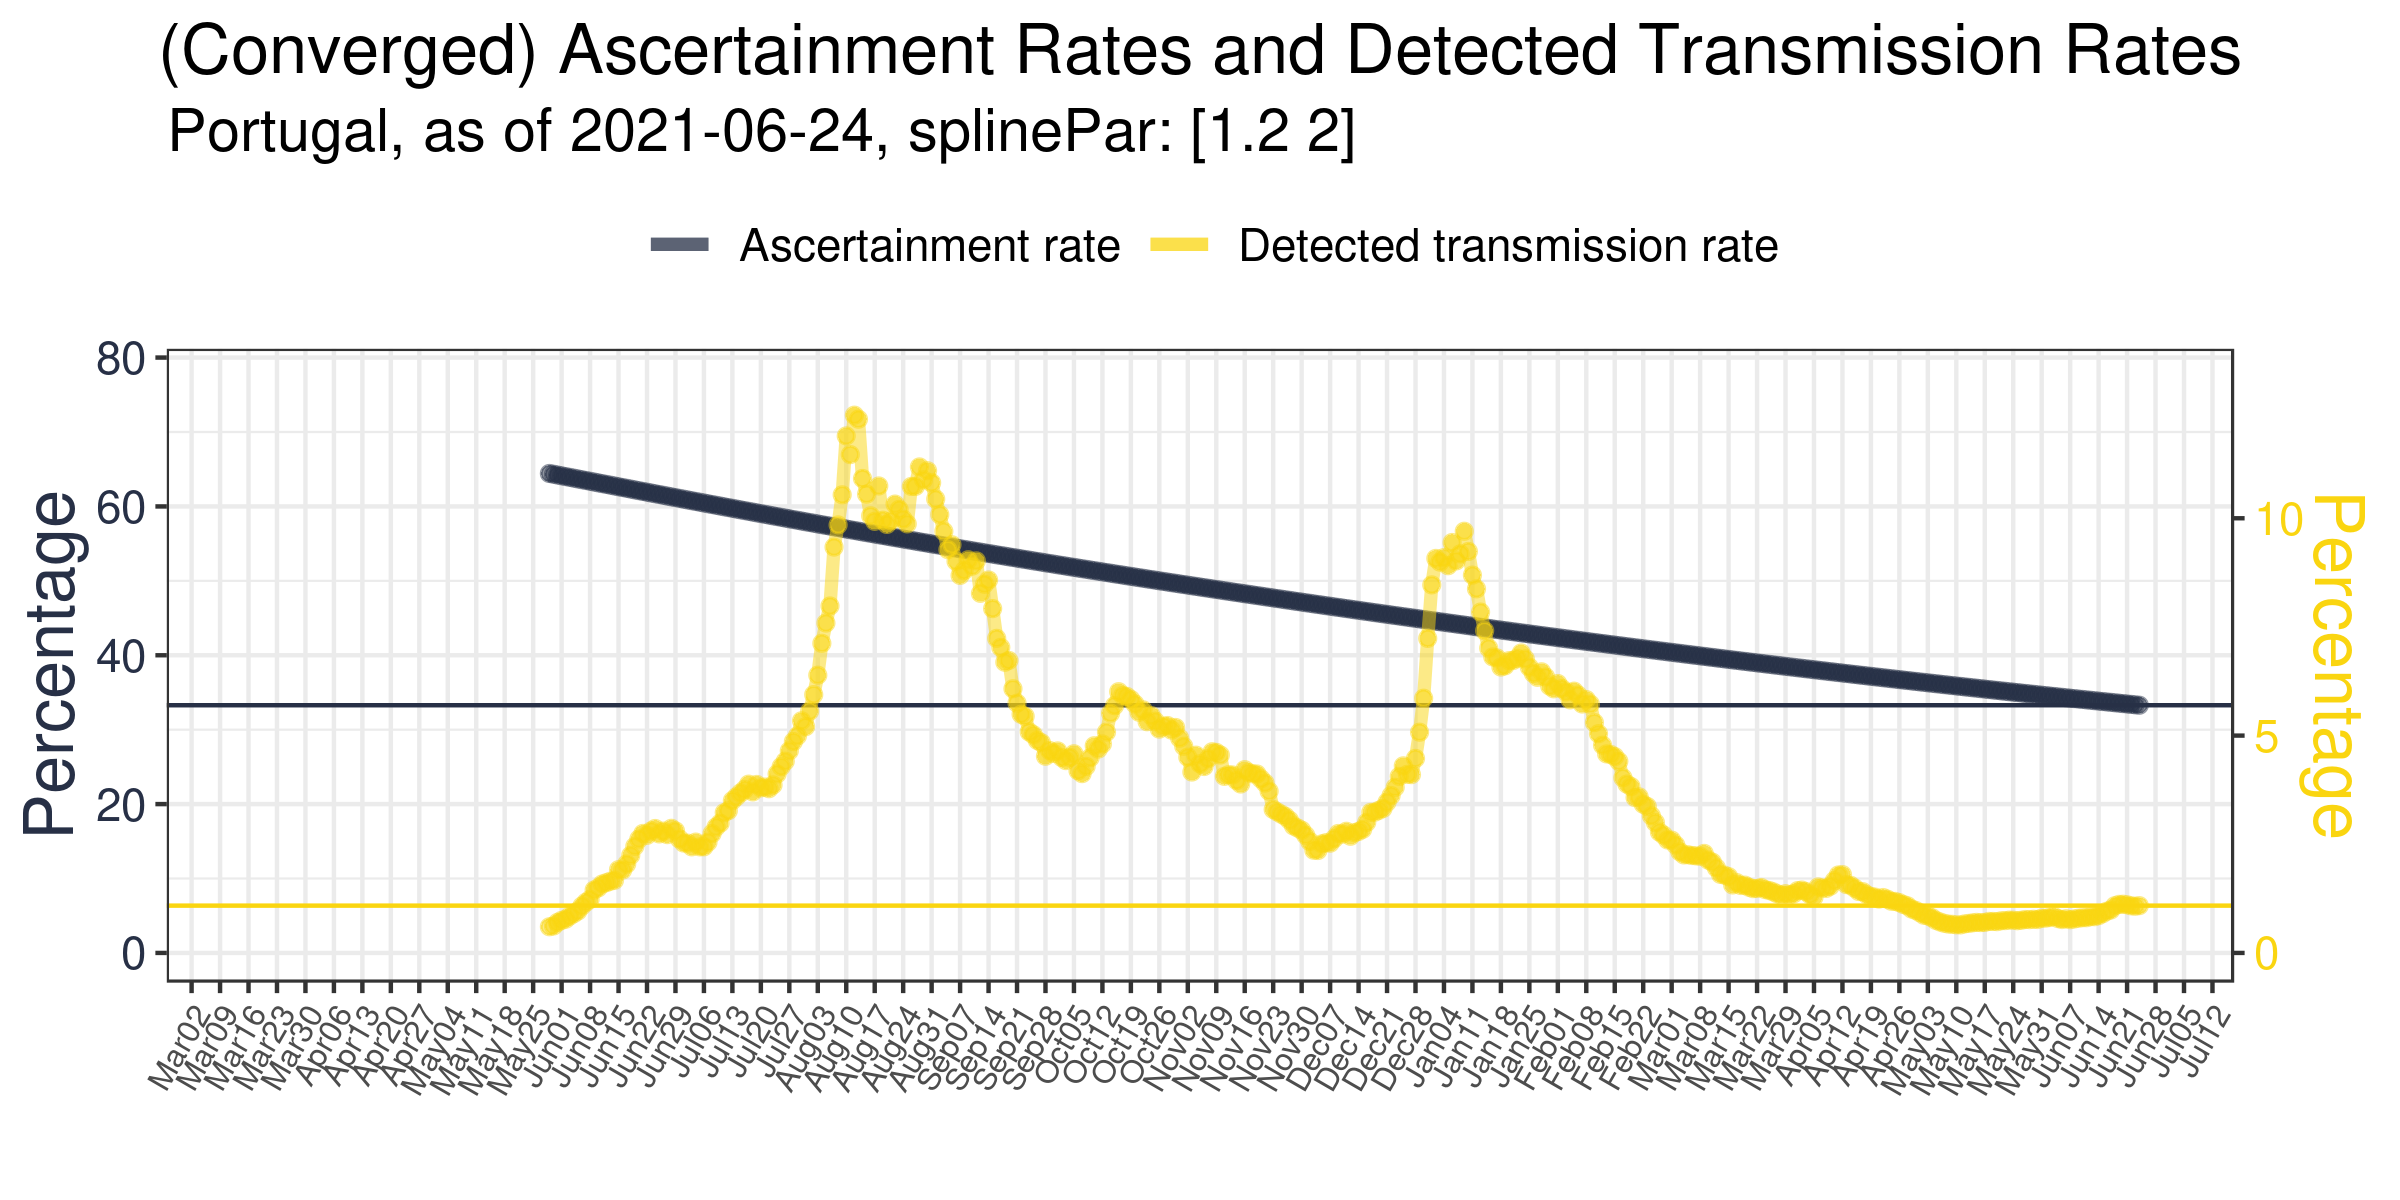 (Converged) Ascertainment Rates and Detected Transmission Rates
Portugal, as of 2021-06-24, splinePar: [1.2 2]
Ascertainment rate
Detected transmission rate
Percentage
80
60
40
20
0
10
5
0
Percentage
Mar02
Mar09
Mar16
Mar23
Mar30
Apr06
Apr13
Apr20
Apr27
May04
May11
May18
May25
Jun01
Jun08
Jun15
Jun22
Jun29
Jul06
Jul13
Jul20
Jul27
Aug03
Aug10
Aug17
Aug24
Aug31
Sep07
Sep14
Sep21
Sep28
Oct05
Oct12
Oct19
Oct26
Nov02
Nov09
Nov16
Nov23
Nov30
Dec07
Dec14
Dec21
Dec28
Jan04
Jan11
Jan18
Jan25
Feb01
Feb08
Feb15
Feb22
Mar01
Mar08
Mar15
Mar22
Mar29
Apr05
Apr12
Apr19
Apr26
May03
May10
May17
May24
May31
Jun07
Jun14
Jun21
Jun28
Jul05
Jul12